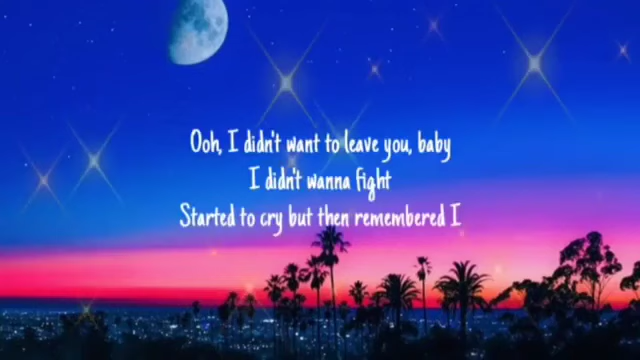 Ooh, I didn't want to leave you, baby
I didn't wanna fight
Started to cry but then remembered I